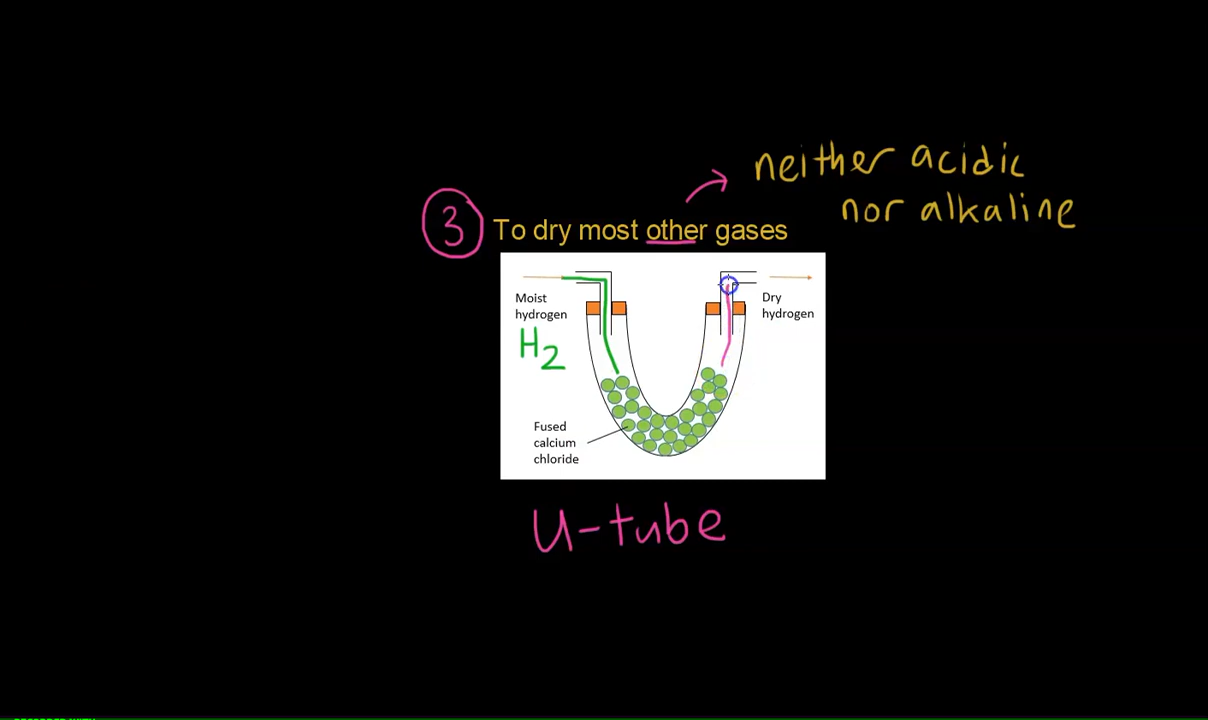 neither acidic
nor alkaline
3 To dry most other gases
Moist
hydrogen
H2
Dry
hydrogen
Fused
calcium
chloride
U-tube